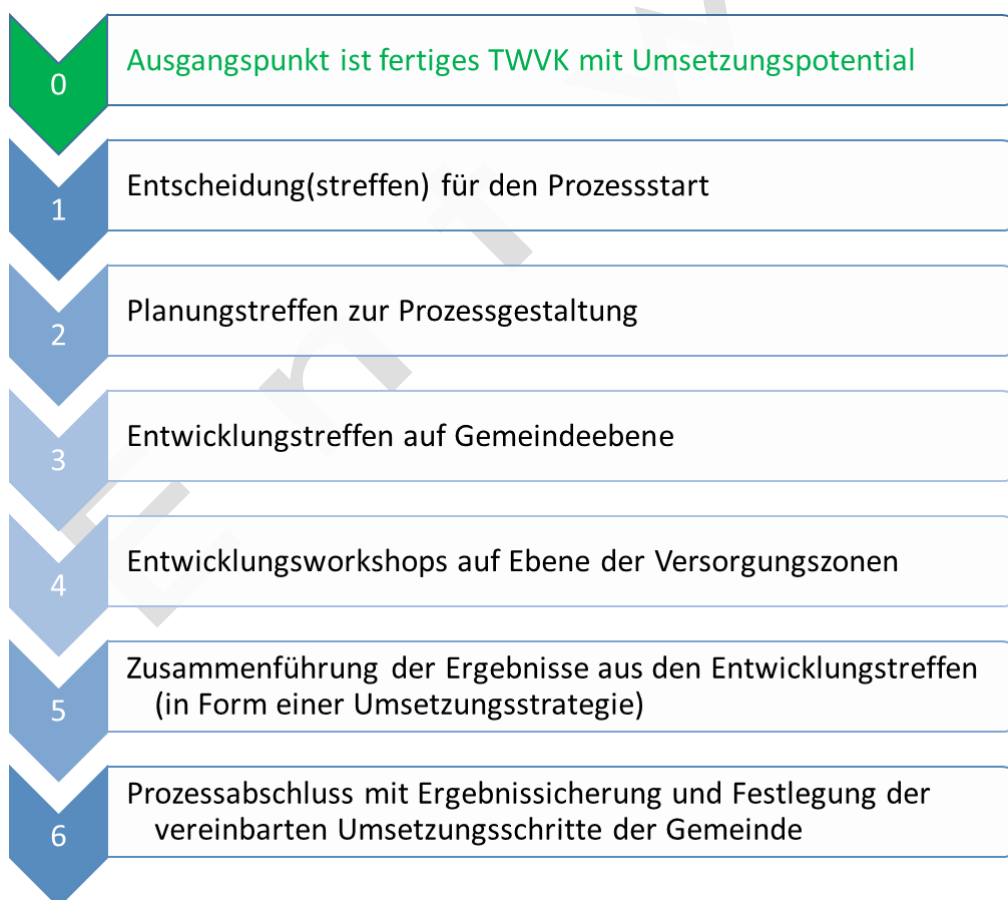 0
Ausgangspunkt ist fertiges TWVK mit Umsetzungspotential
1
Entscheidung(streffen) für den Prozessstart
2
Planungstreffen zur Prozessgestaltung
3
Entwicklungstreffen auf Gemeindeebene
4
Entwicklungsworkshops auf Ebene der Versorgungszonen
5
Zusammenführung der Ergebnisse aus den Entwicklungstreffen
(in Form einer Umsetzungsstrategie)
6
Prozessabschluss mit Ergebnissicherung und Festlegung der
vereinbarten Umsetzungsschritte der Gemeinde